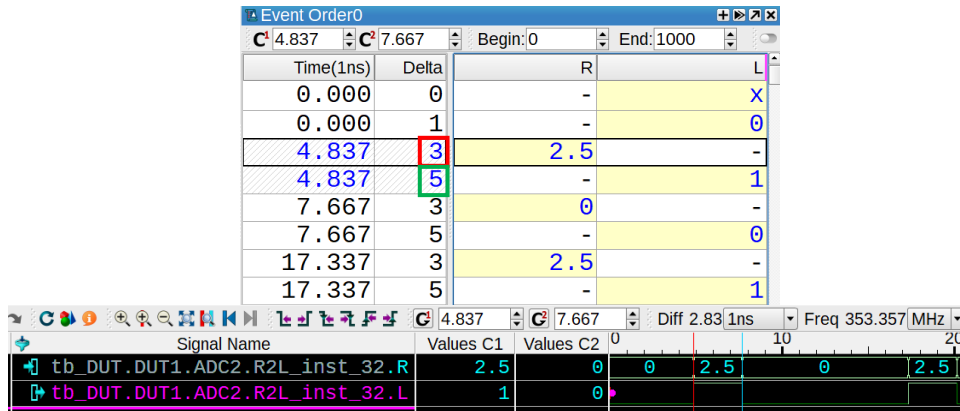 Event Order0
C1 4.837 C2 7.667 Begin: 0 End: 1000
Time(1ns) Delta R L
0.000 0 - x
0.000 1 - 0
4.837 3 2.5 -
4.837 5 - 1
7.667 3 0 -
7.667 5 - 0
17.337 3 2.5 -
17.337 5 - 1
C1 4.837 C2 7.667 Diff 2.83 1ns Freq 353.357 MHz
Signal Name Values C1 Values C2 0 10 20
tb_DUT.DUT1.ADC2.R2L_inst_32.R 2.5 0 0 2.5 0 2.5
tb_DUT.DUT1.ADC2.R2L_inst_32.L 1 0